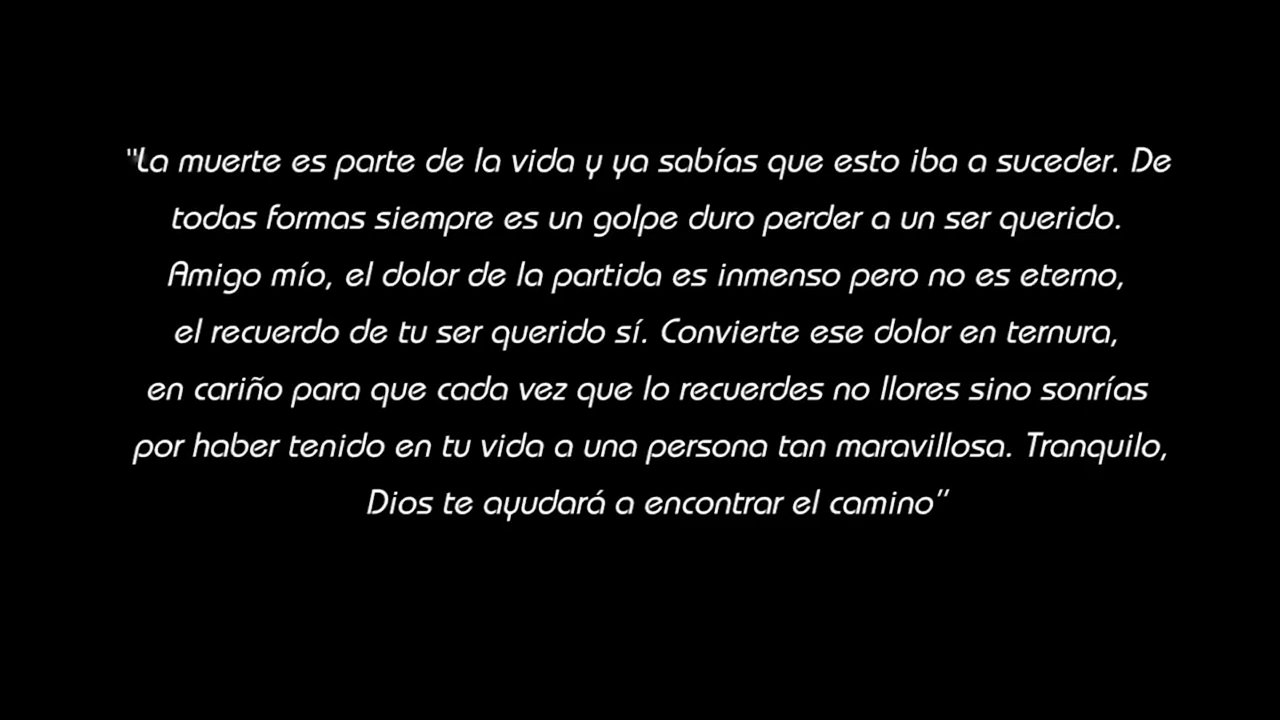 "La muerte es parte de la vida y ya sabías que esto iba a suceder. De
todas formas siempre es un golpe duro perder a un ser querido.
Amigo mío, el dolor de la partida es inmenso pero no es eterno,
el recuerdo de tu ser querido sí. Convierte ese dolor en ternura,
en cariño para que cada vez que lo recuerdes no llores sino sonrías
por haber tenido en tu vida a una persona tan maravillosa. Tranquilo,
Dios te ayudará a encontrar el camino”